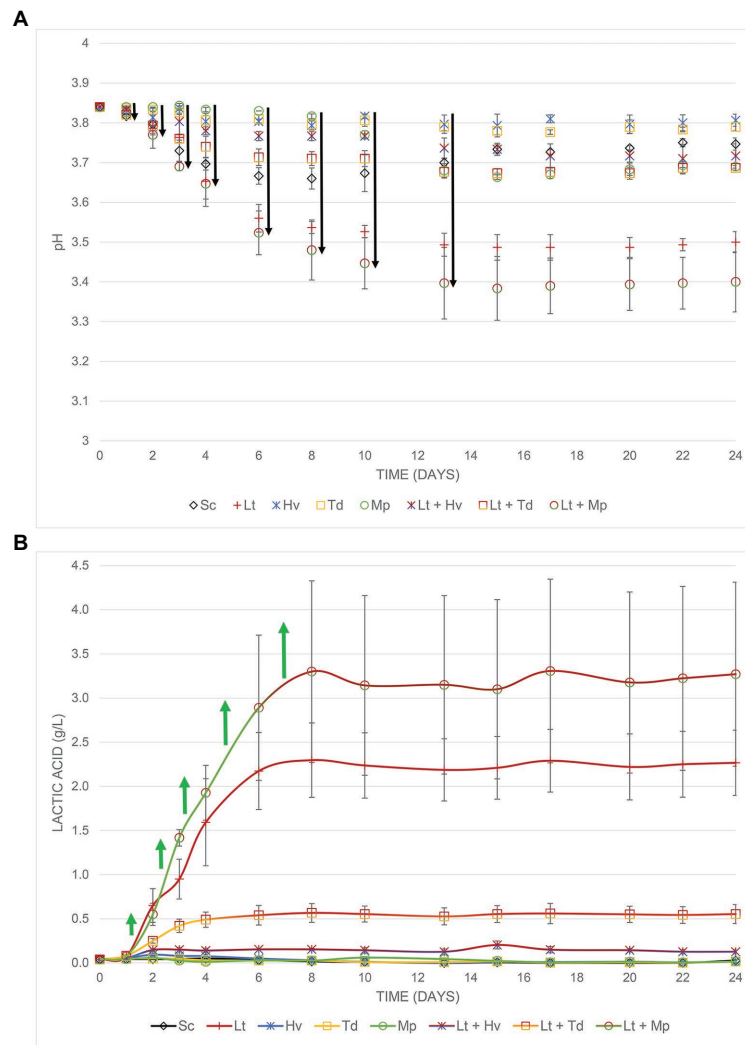 A
4
3.9
3.8
3.7
3.6
3.5
3.4
3.3
3.2
3.1
3
pH
0 2 4 6 8 10 12 14 16 18 20 22 24
TIME (DAYS)
Sc Lt Hv Td Mp Lt + Hv Lt + Td Lt + Mp
B
4.5
4.0
3.5
3.0
2.5
2.0
1.5
1.0
0.5
0.0
LACTIC ACID (g/L)
0 2 4 6 8 10 12 14 16 18 20 22 24
TIME (DAYS)
Sc Lt Hv Td Mp Lt + Hv Lt + Td Lt + Mp